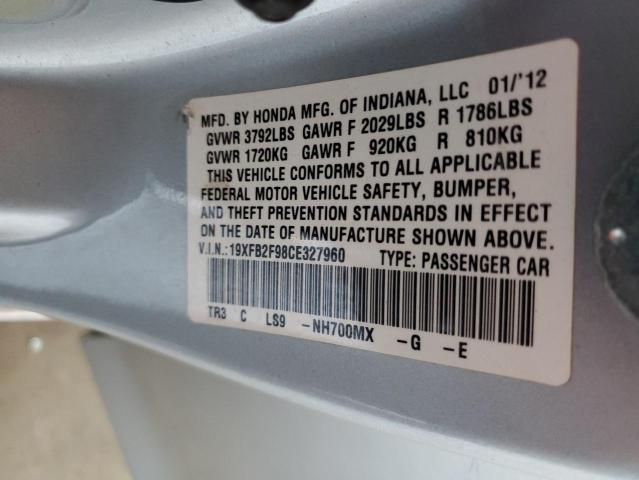 MFD. BY HONDA MFG. OF INDIANA, LLC 01/'12
GVWR 3792LBS GAWR F 2029LBS R 1786LBS
GVWR 1720KG GAWR F 920KG R 810KG
THIS VEHICLE CONFORMS TO ALL APPLICABLE
FEDERAL MOTOR VEHICLE SAFETY, BUMPER,
AND THEFT PREVENTION STANDARDS IN EFFECT
ON THE DATE OF MANUFACTURE SHOWN ABOVE.
V.I.N.:19XFB2F98CE327960 TYPE: PASSENGER CAR
TR3 C LS9 -NH700MX -G -E